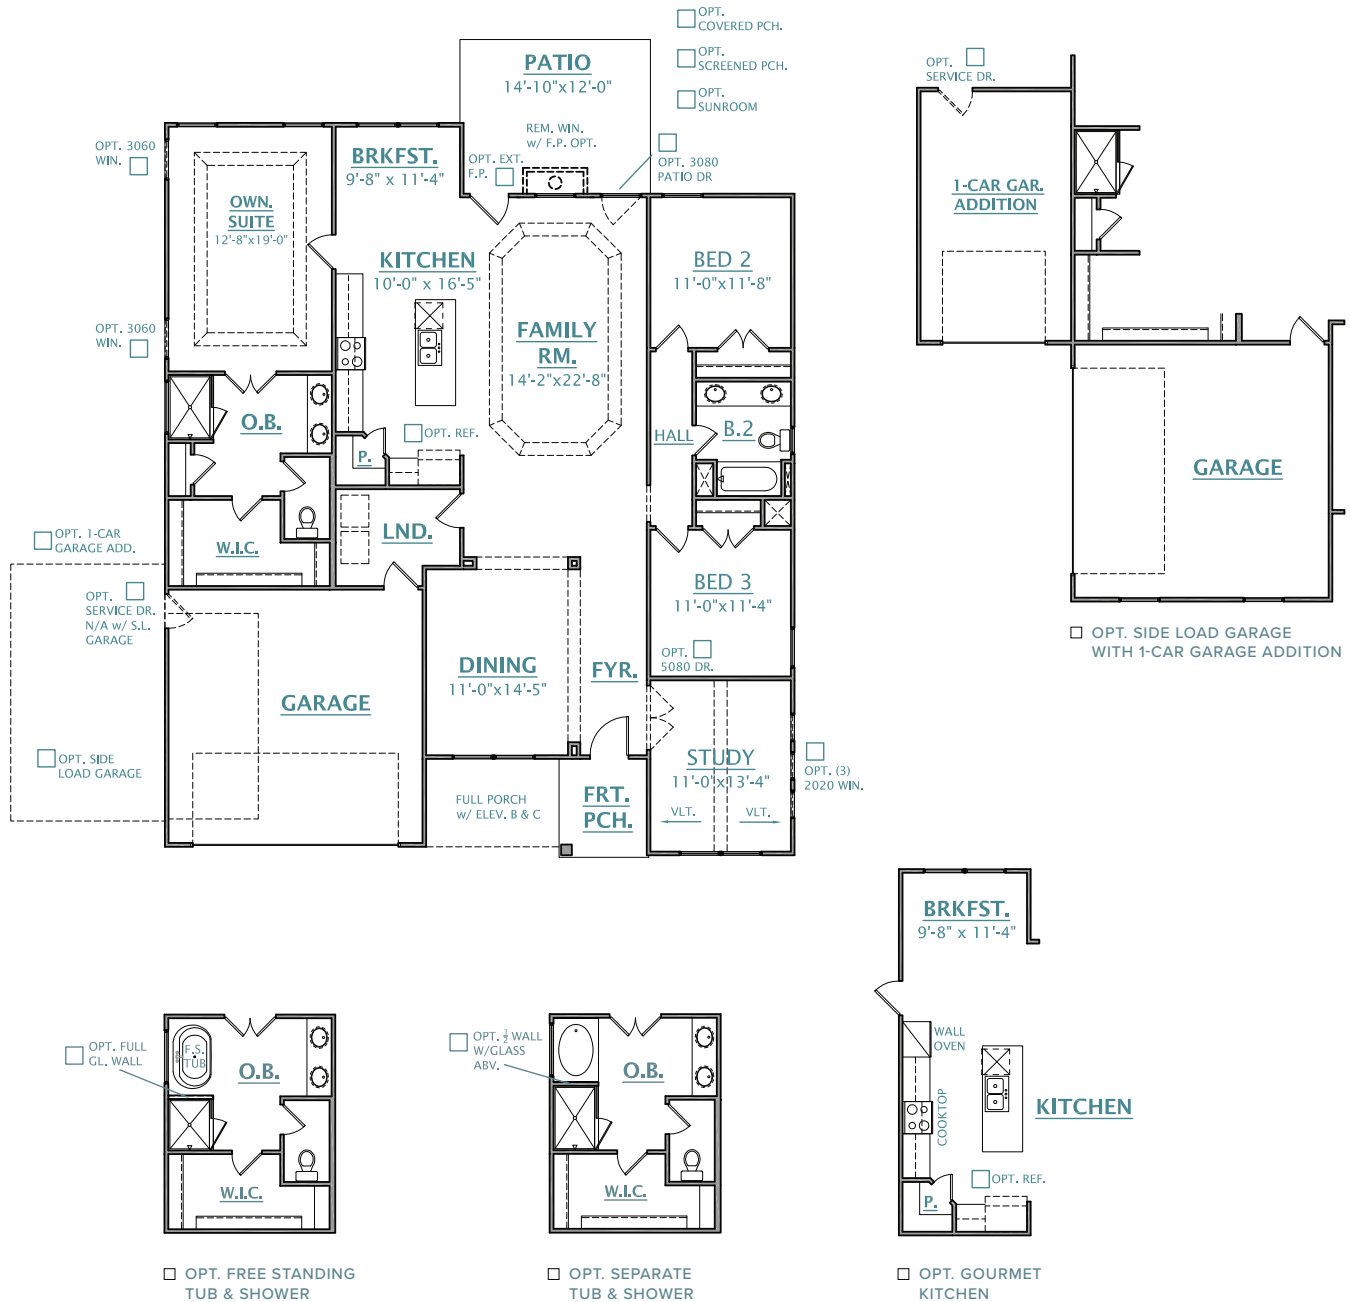 OPT.
COVERED PCH.
OPT.
SCREENED PCH.
OPT.
SUNROOM
PATIO
14'-10"x12'-0"
REM. WIN.
w/ F.P. OPT.
OPT. EXT.
F.P.
OPT. 3080
PATIO DR
OPT. 3060
WIN.
BRKFST.
9'-8" x 11'-4"
OWN.
SUITE
12'-8"x19'-0"
KITCHEN
10'-0" x 16'-5"
BED 2
11'-0"x11'-8"
FAMILY
RM.
14'-2"x22'-8"
OPT. 3060
WIN.
O.B.
OPT. REF.
P.
HALL
B.2
W.I.C.
LND.
OPT. 1-CAR
GARAGE ADD.
OPT.
SERVICE DR.
N/A w/ S.L.
GARAGE
BED 3
11'-0"x11'-4"
OPT.
5080 DR.
DINING
11'-0"x14'-5"
FYR.
GARAGE
OPT. SIDE
LOAD GARAGE
STUDY
11'-0"x13'-4"
VLT.
VLT.
OPT. (3)
2020 WIN.
FULL PORCH
w/ ELEV. B & C
FRT.
PCH.
OPT.
SERVICE DR.
1-CAR GAR.
ADDITION
GARAGE
OPT. SIDE LOAD GARAGE
WITH 1-CAR GARAGE ADDITION
OPT. FULL
GL. WALL
F.S.
TUB
O.B.
W.I.C.
OPT. FREE STANDING
TUB & SHOWER
OPT. ½ WALL
W/GLASS
ABV.
O.B.
W.I.C.
OPT. SEPARATE
TUB & SHOWER
BRKFST.
9'-8" x 11'-4"
WALL
OVEN
COOKTOP
KITCHEN
OPT. REF.
P.
OPT. GOURMET
KITCHEN